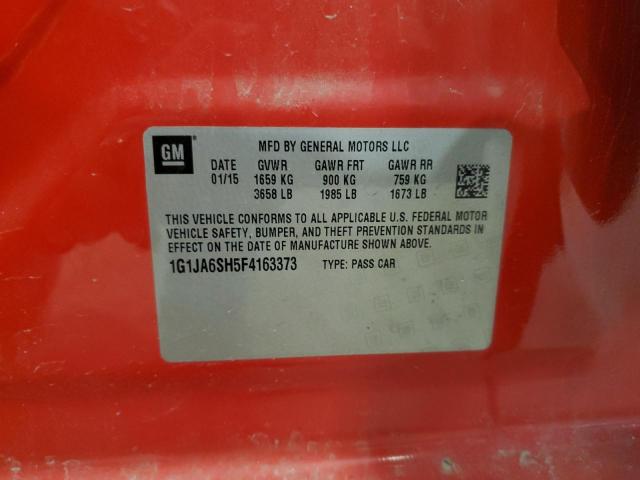 GM
MFD BY GENERAL MOTORS LLC
DATE GVWR GAWR FRT GAWR RR
01/15 1659 KG 900 KG 759 KG
3658 LB 1985 LB 1673 LB
THIS VEHICLE CONFORMS TO ALL APPLICABLE U.S. FEDERAL MOTOR
VEHICLE SAFETY, BUMPER, AND THEFT PREVENTION STANDARDS IN
EFFECT ON THE DATE OF MANUFACTURE SHOWN ABOVE.
1G1JA6SH5F4163373 TYPE: PASS CAR